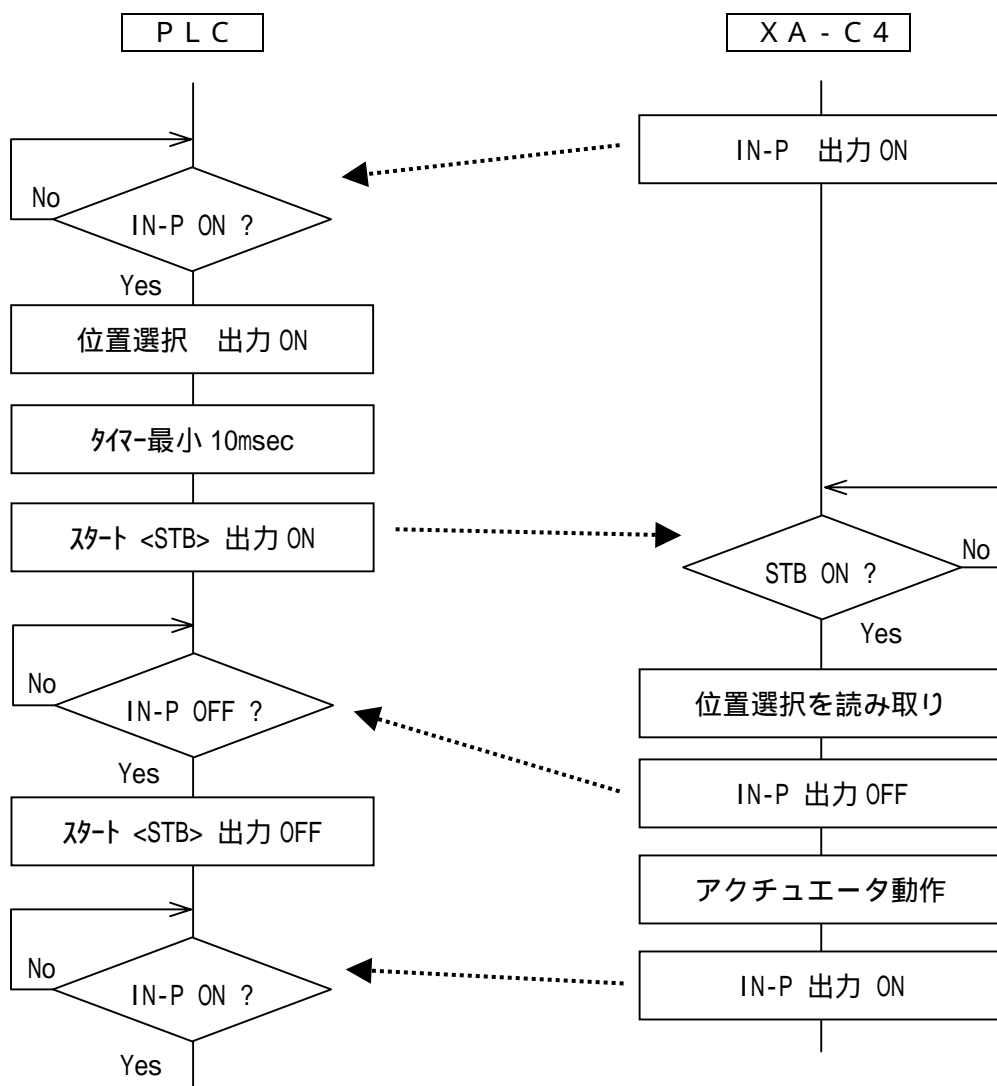 PLC
XA-C4
IN-P 出力 ON
No
IN-P ON ?
Yes
位置選択 出力 ON
ﾀｲﾏｰ最小 10msec
ｽﾀｰﾄ <STB> 出力 ON
STB ON ?
No
Yes
No
IN-P OFF ?
位置選択を読み取り
Yes
IN-P 出力 OFF
ｽﾀｰﾄ <STB> 出力 OFF
アクチュエータ動作
No
IN-P ON ?
IN-P 出力 ON
Yes